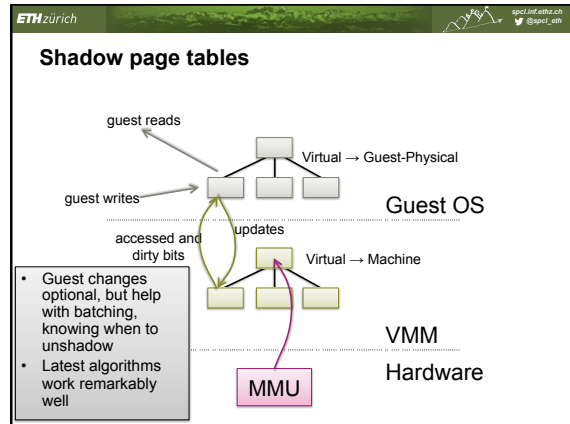 ETH zürich
spcl.inf.ethz.ch
@spcl_eth
Shadow page tables
guest reads
Virtual → Guest-Physical
guest writes
Guest OS
accessed and
dirty bits
updates
Virtual → Machine
• Guest changes
optional, but help
with batching,
knowing when to
unshadow
• Latest algorithms
work remarkably
well
VMM
Hardware
MMU